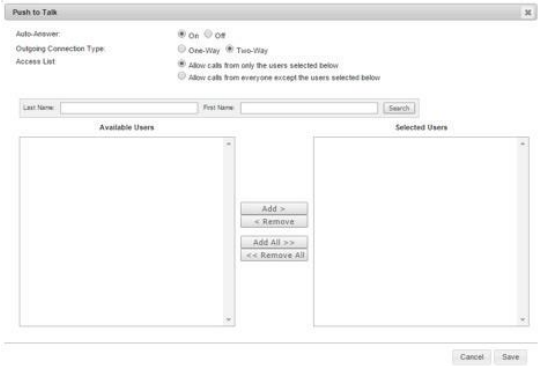 Push to Talk
Auto-Answer: On Off
Outgoing Connection Type: One-Way Two-Way
Access List Allow calls from only the users selected below
Allow calls from everyone except the users selected below
Last Name: First Name: Search
Available Users Selected Users
Add >
< Remove
Add All >>
<< Remove All
Cancel Save